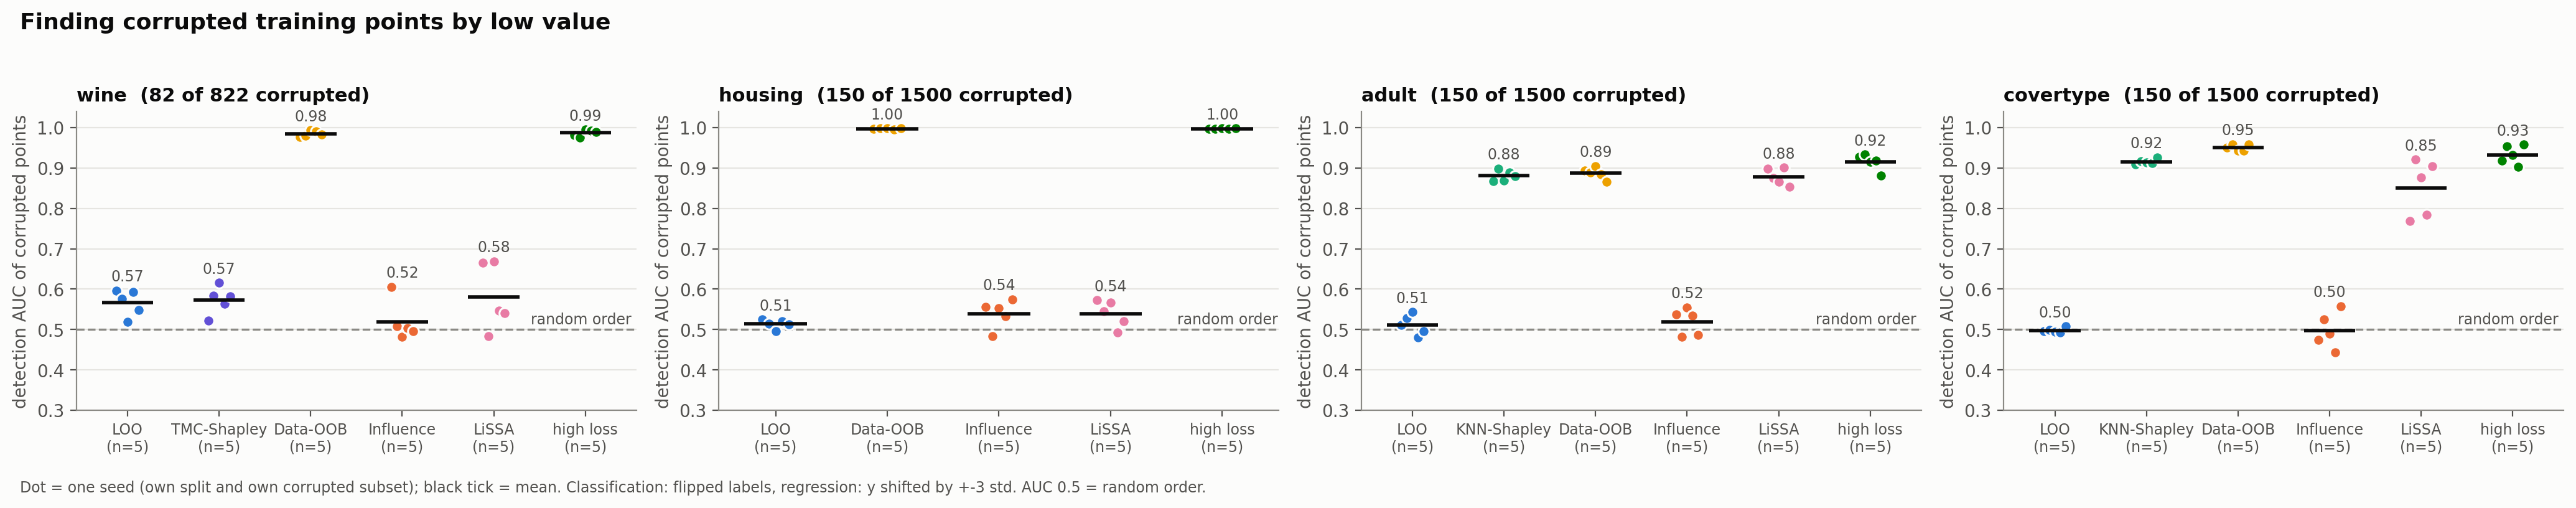 Finding corrupted training points by low value
wine  (82 of 822 corrupted)
detection AUC of corrupted points
1.0
0.9
0.8
0.7
0.6
0.5
0.4
0.3
0.57
0.57
0.98
0.52
0.58
0.99
random order
LOO
(n=5)
TMC-Shapley
(n=5)
Data-OOB
(n=5)
Influence
(n=5)
LiSSA
(n=5)
high loss
(n=5)
housing  (150 of 1500 corrupted)
detection AUC of corrupted points
1.0
0.9
0.8
0.7
0.6
0.5
0.4
0.3
0.51
1.00
0.54
0.54
1.00
random order
LOO
(n=5)
Data-OOB
(n=5)
Influence
(n=5)
LiSSA
(n=5)
high loss
(n=5)
adult  (150 of 1500 corrupted)
detection AUC of corrupted points
1.0
0.9
0.8
0.7
0.6
0.5
0.4
0.3
0.51
0.88
0.89
0.52
0.88
0.92
random order
LOO
(n=5)
KNN-Shapley
(n=5)
Data-OOB
(n=5)
Influence
(n=5)
LiSSA
(n=5)
high loss
(n=5)
covertype  (150 of 1500 corrupted)
detection AUC of corrupted points
1.0
0.9
0.8
0.7
0.6
0.5
0.4
0.3
0.50
0.92
0.95
0.50
0.85
0.93
random order
LOO
(n=5)
KNN-Shapley
(n=5)
Data-OOB
(n=5)
Influence
(n=5)
LiSSA
(n=5)
high loss
(n=5)
Dot = one seed (own split and own corrupted subset); black tick = mean. Classification: flipped labels, regression: y shifted by +-3 std. AUC 0.5 = random order.